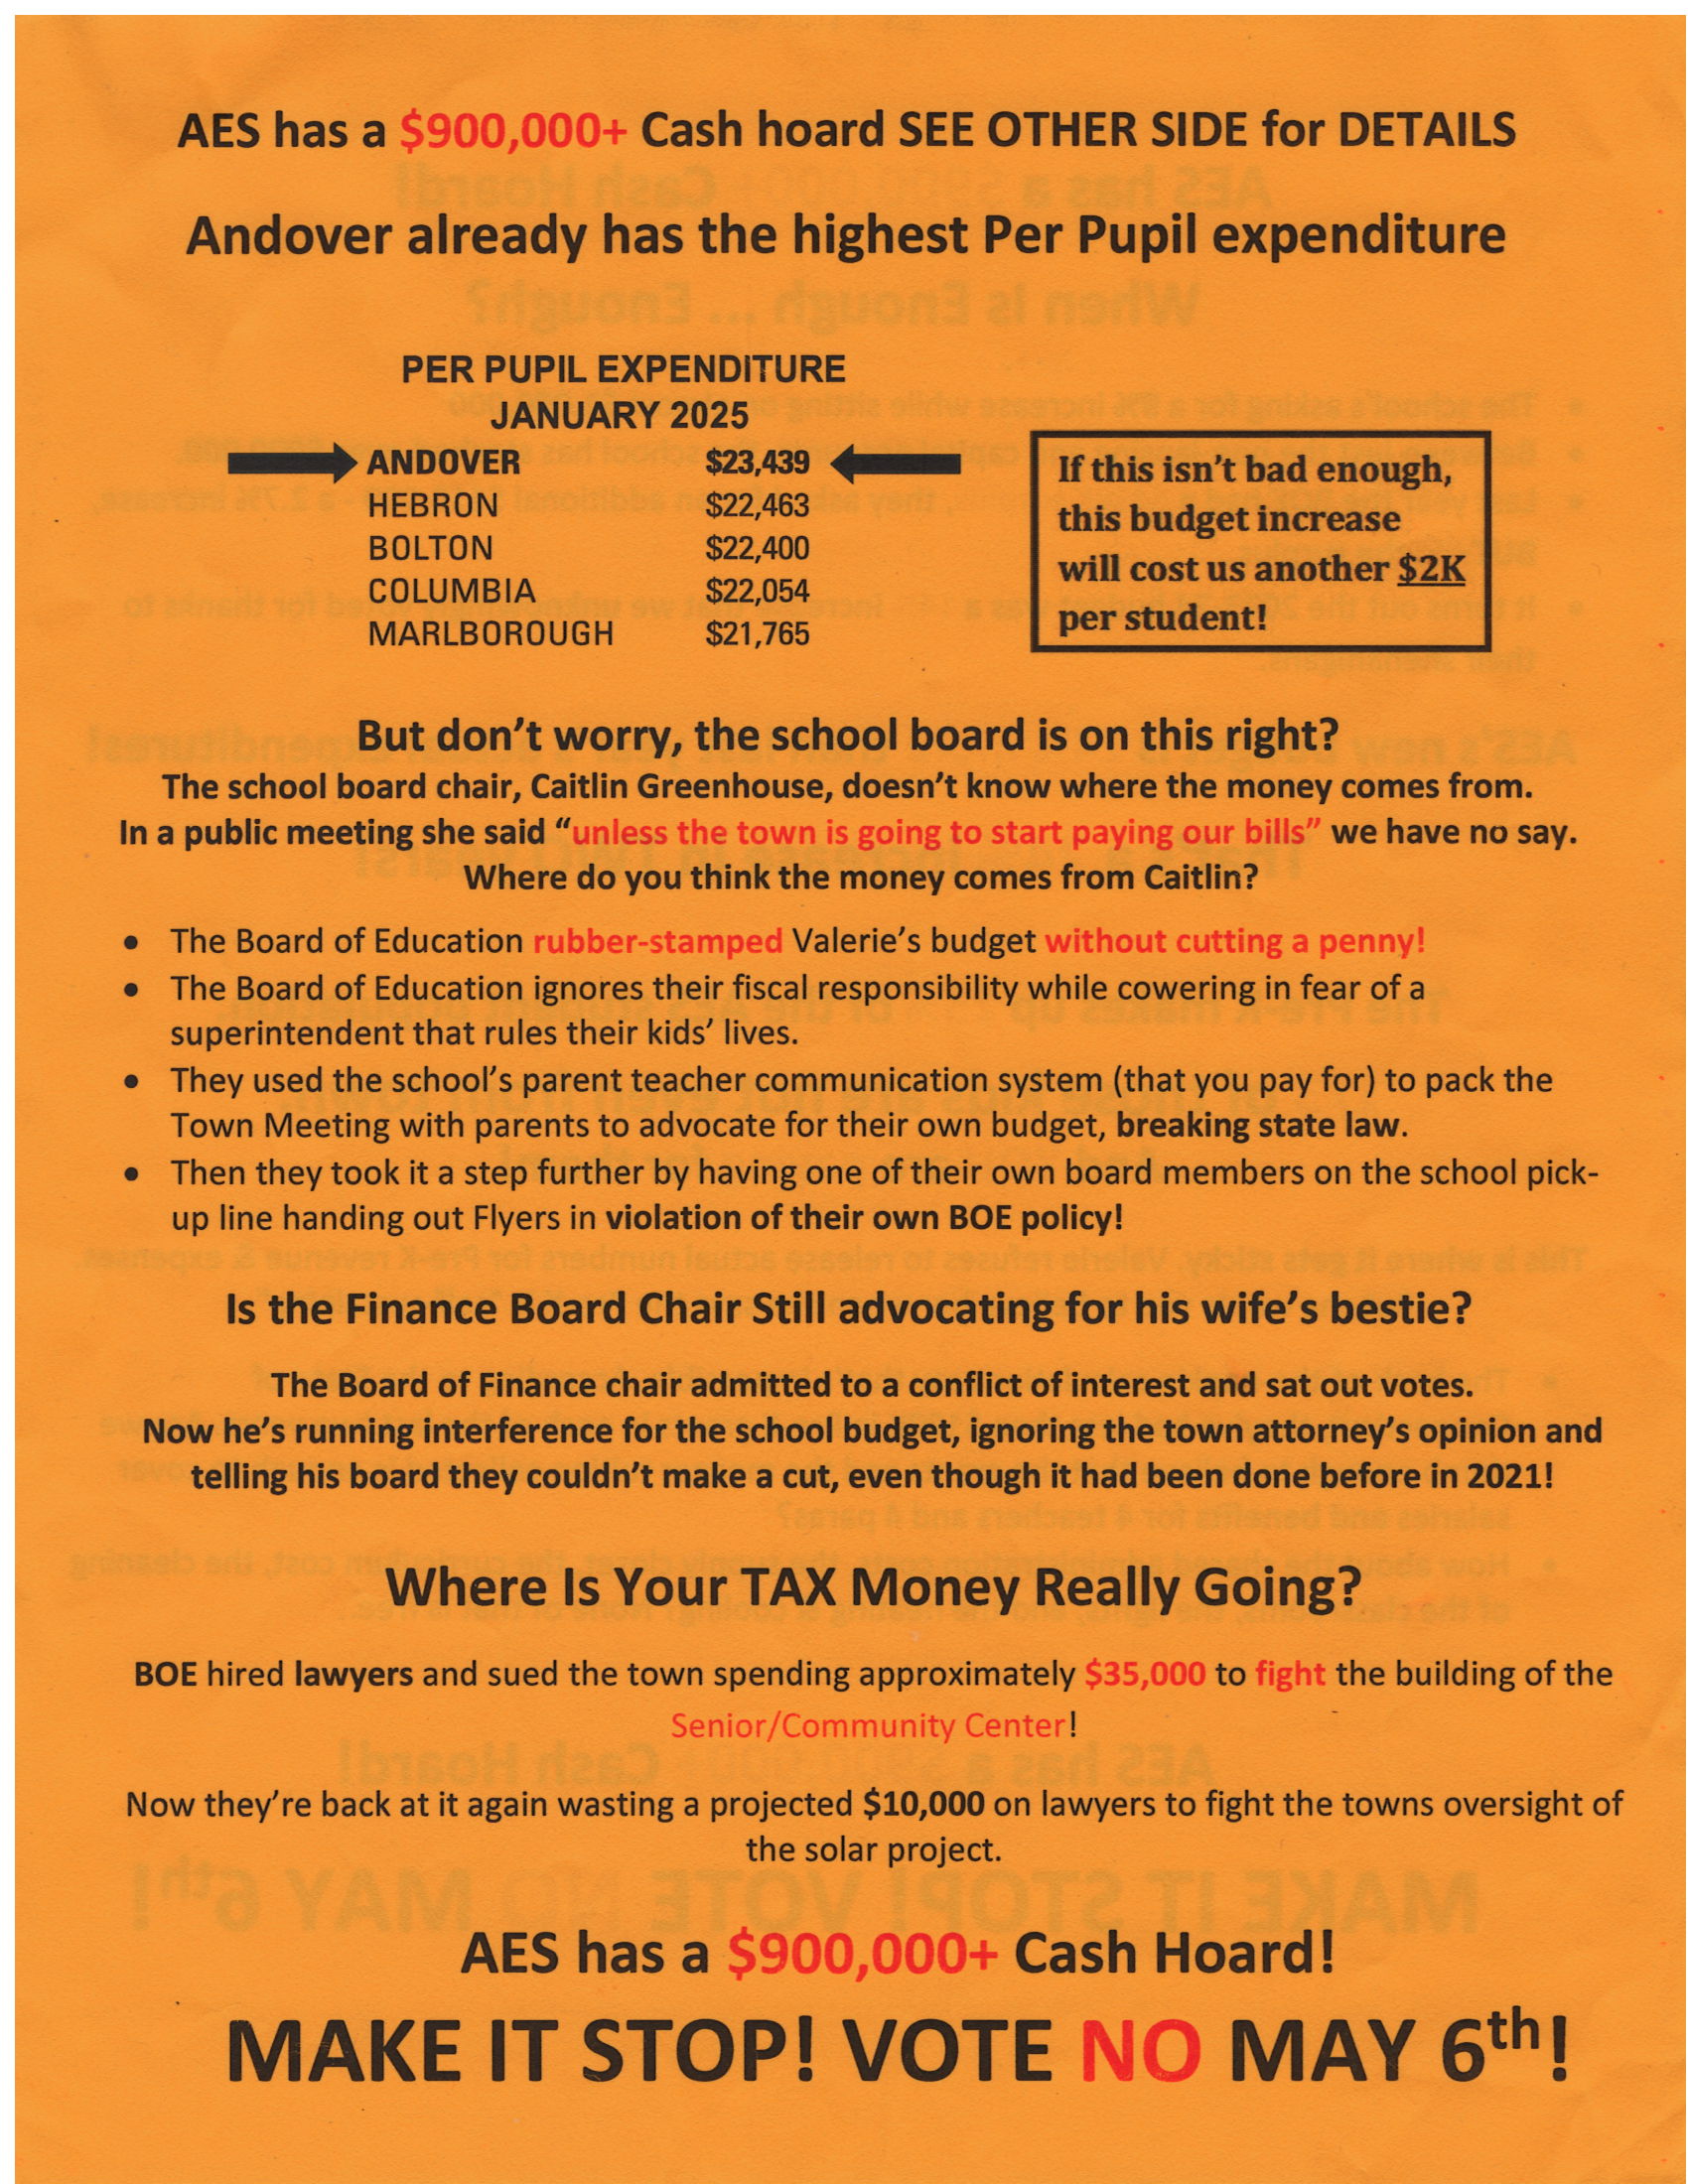 AES has a $900,000+ Cash hoard SEE OTHER SIDE for DETAILS
Andover already has the highest Per Pupil expenditure
PER PUPIL EXPENDITURE
JANUARY 2025
ANDOVER $23,439
HEBRON $22,463
BOLTON $22,400
COLUMBIA $22,054
MARLBOROUGH $21,765
If this isn’t bad enough,
this budget increase
will cost us another $2K
per student!
But don’t worry, the school board is on this right?
The school board chair, Caitlin Greenhouse, doesn’t know where the money comes from.
In a public meeting she said “unless the town is going to start paying our bills” we have no say.
Where do you think the money comes from Caitlin?
• The Board of Education rubber-stamped Valerie’s budget without cutting a penny!
• The Board of Education ignores their fiscal responsibility while cowering in fear of a
superintendent that rules their kids’ lives.
• They used the school’s parent teacher communication system (that you pay for) to pack the
Town Meeting with parents to advocate for their own budget, breaking state law.
• Then they took it a step further by having one of their own board members on the school pick-
up line handing out Flyers in violation of their own BOE policy!
Is the Finance Board Chair Still advocating for his wife’s bestie?
The Board of Finance chair admitted to a conflict of interest and sat out votes.
Now he’s running interference for the school budget, ignoring the town attorney’s opinion and
telling his board they couldn’t make a cut, even though it had been done before in 2021!
Where Is Your TAX Money Really Going?
BOE hired lawyers and sued the town spending approximately $35,000 to fight the building of the
Senior/Community Center!
Now they’re back at it again wasting a projected $10,000 on lawyers to fight the towns oversight of
the solar project.
AES has a $900,000+ Cash Hoard!
MAKE IT STOP! VOTE NO MAY 6th!